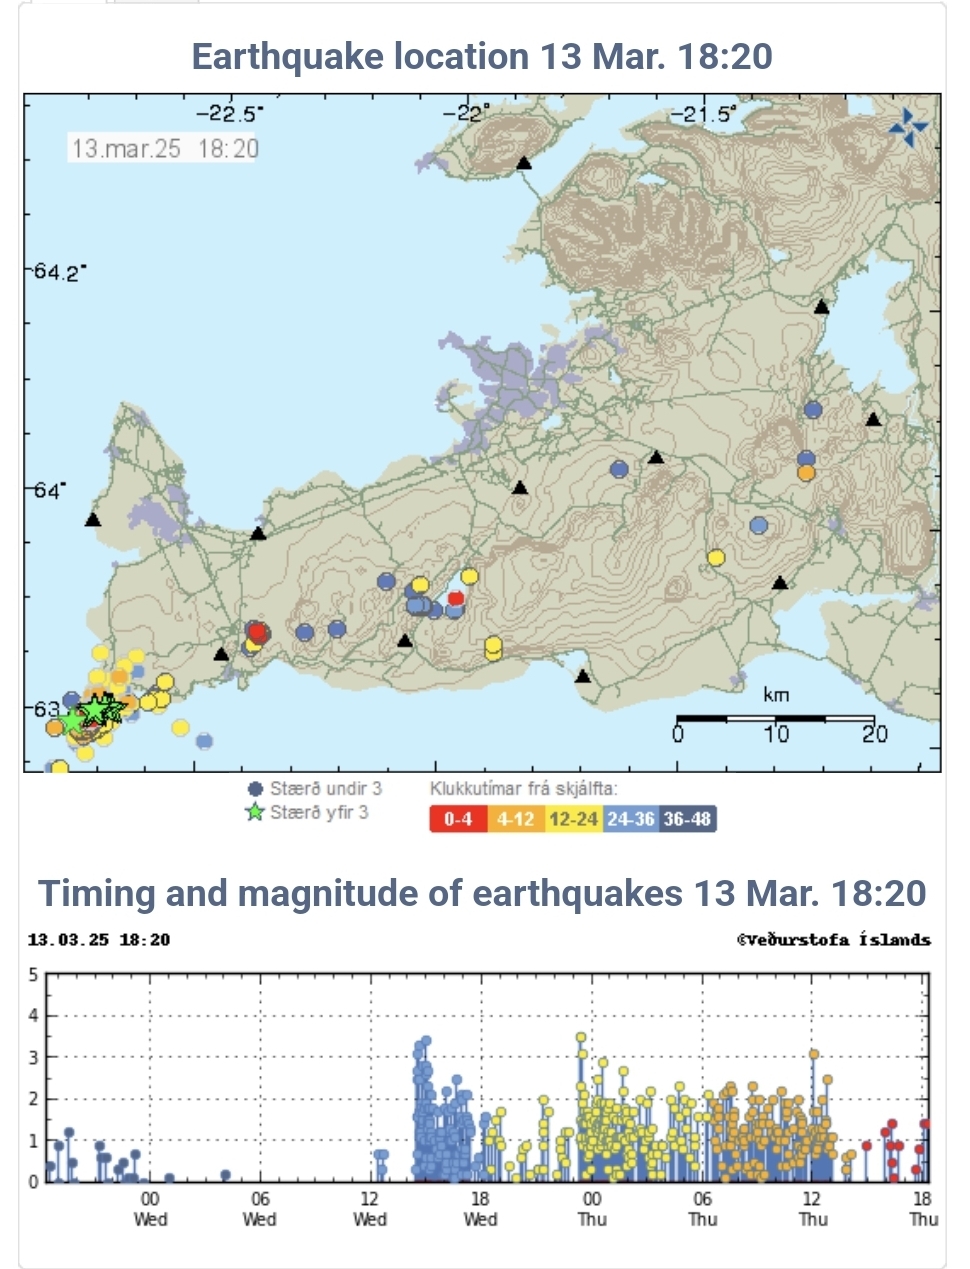 Earthquake location 13 Mar. 18:20
-22.5°
-22°
-21.5°
13.mar.25 18:20
64.2°
64°
63
km
0 10 20
Stærð undir 3
Stærð yfir 3
Klukkutímar frá skjálfta:
0-4 4-12 12-24 24-36 36-48
Timing and magnitude of earthquakes 13 Mar. 18:20
13.03.25 18:20
©Veðurstofa Íslands
5
4
3
2
1
0
00 06 12 18 00 06 12 18
Wed Wed Wed Wed Thu Thu Thu Thu